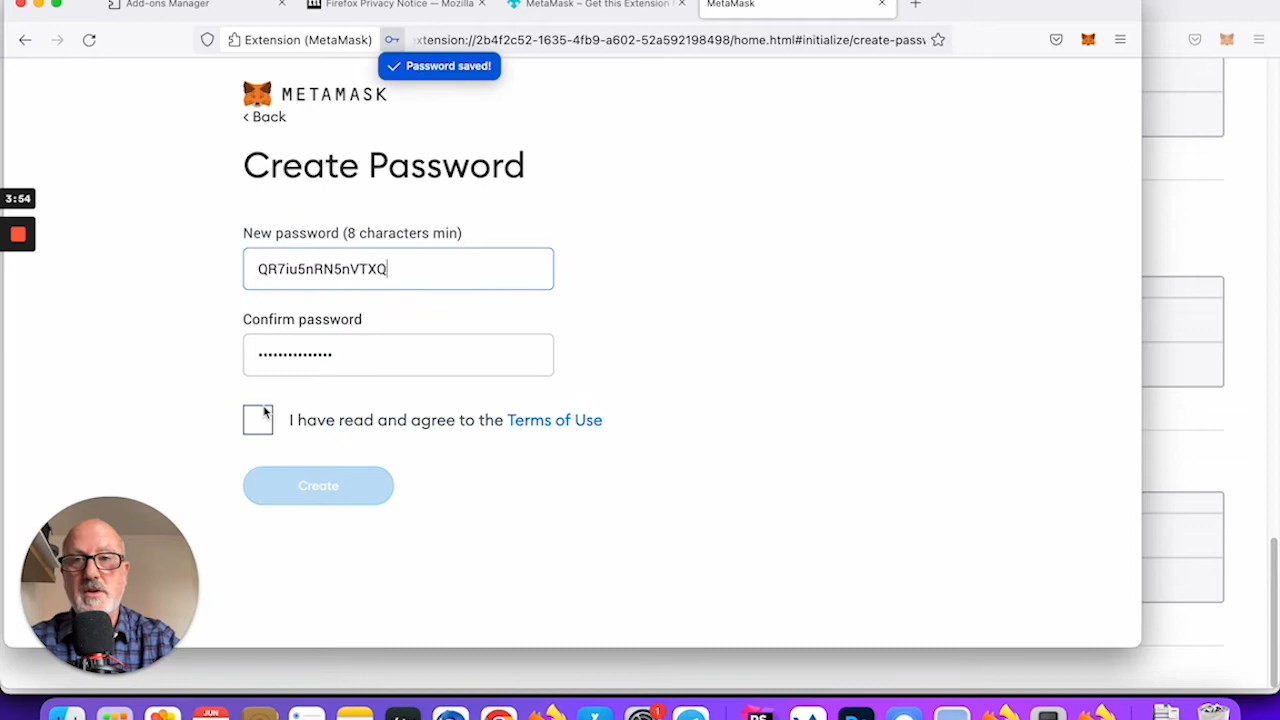 Add-ons Manager
Firefox Privacy Notice — Mozilla
MetaMask – Get this Extension
MetaMask
Extension (MetaMask)
xtension://2b4f2c52-1635-4fb9-a602-52a592198498/home.html#initialize/create-passw
Password saved!
METAMASK
< Back
Create Password
3:54
New password (8 characters min)
QR7iu5nRN5nVTXQ
Confirm password
I have read and agree to the Terms of Use
Create
JUN
1